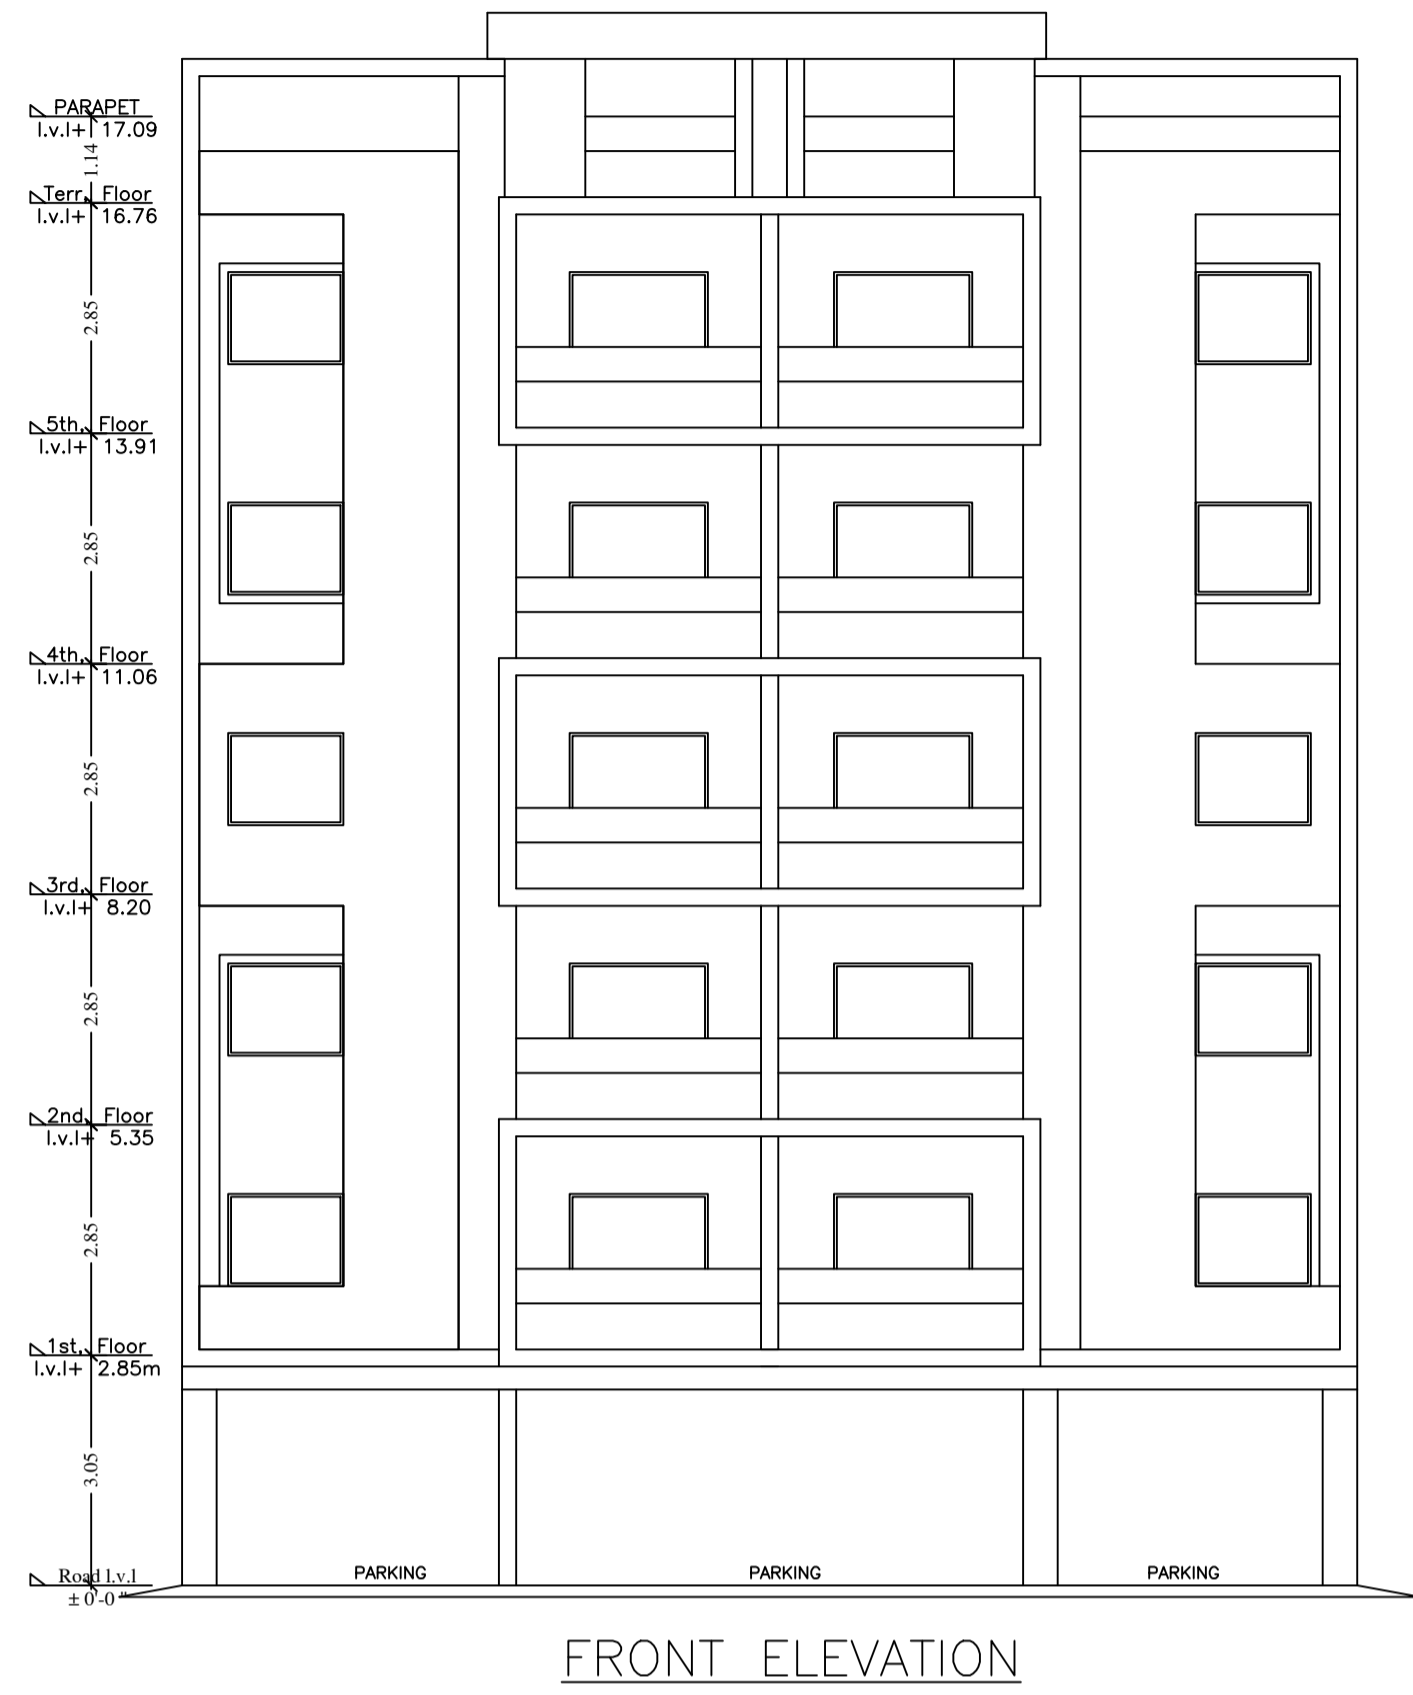 PARAPET
l.v.l+ 17.09
1.14
Terr. Floor
l.v.l+ 16.76
2.85
5th. Floor
l.v.l+ 13.91
2.85
4th. Floor
l.v.l+ 11.06
2.85
3rd. Floor
l.v.l+ 8.20
2.85
2nd. Floor
l.v.l+ 5.35
2.85
1st. Floor
l.v.l+ 2.85m
3.05
PARKING PARKING PARKING
Road l.v.l
± 0'-0 "
FRONT ELEVATION